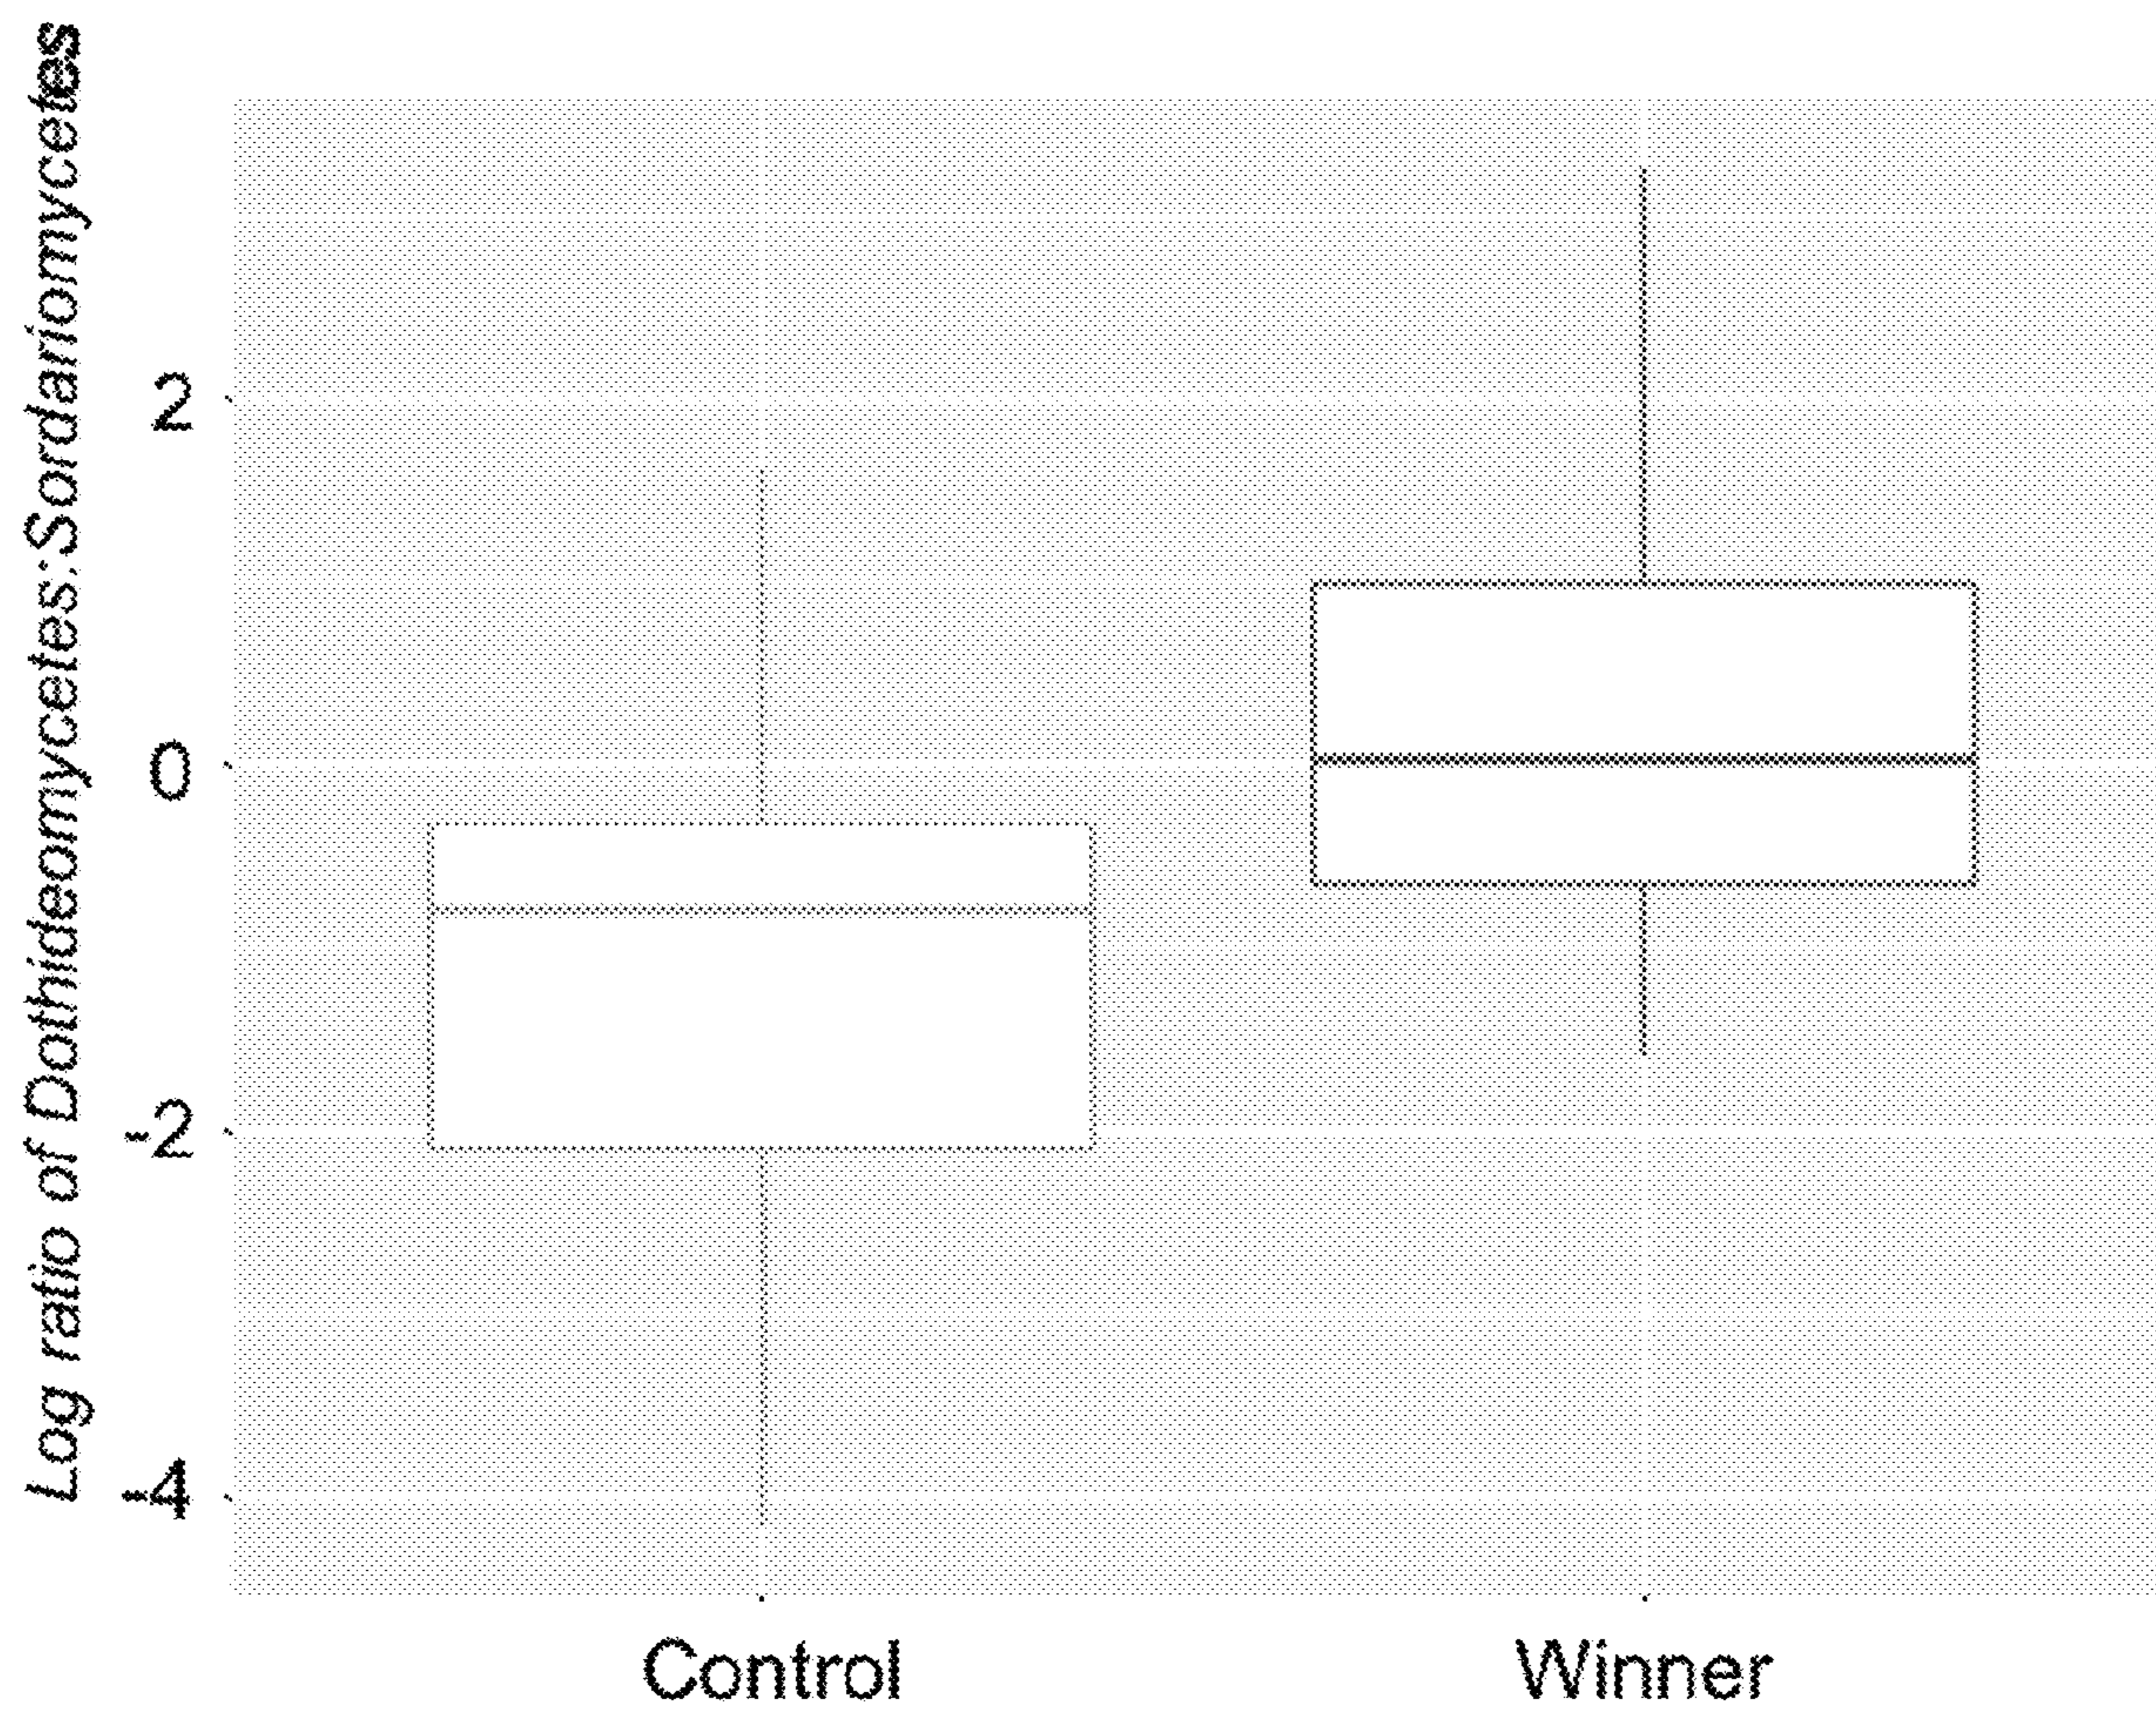 Log ratio of Dothideomycetes:Sordariomycetes
2
0
-2
-4
Control
Winner